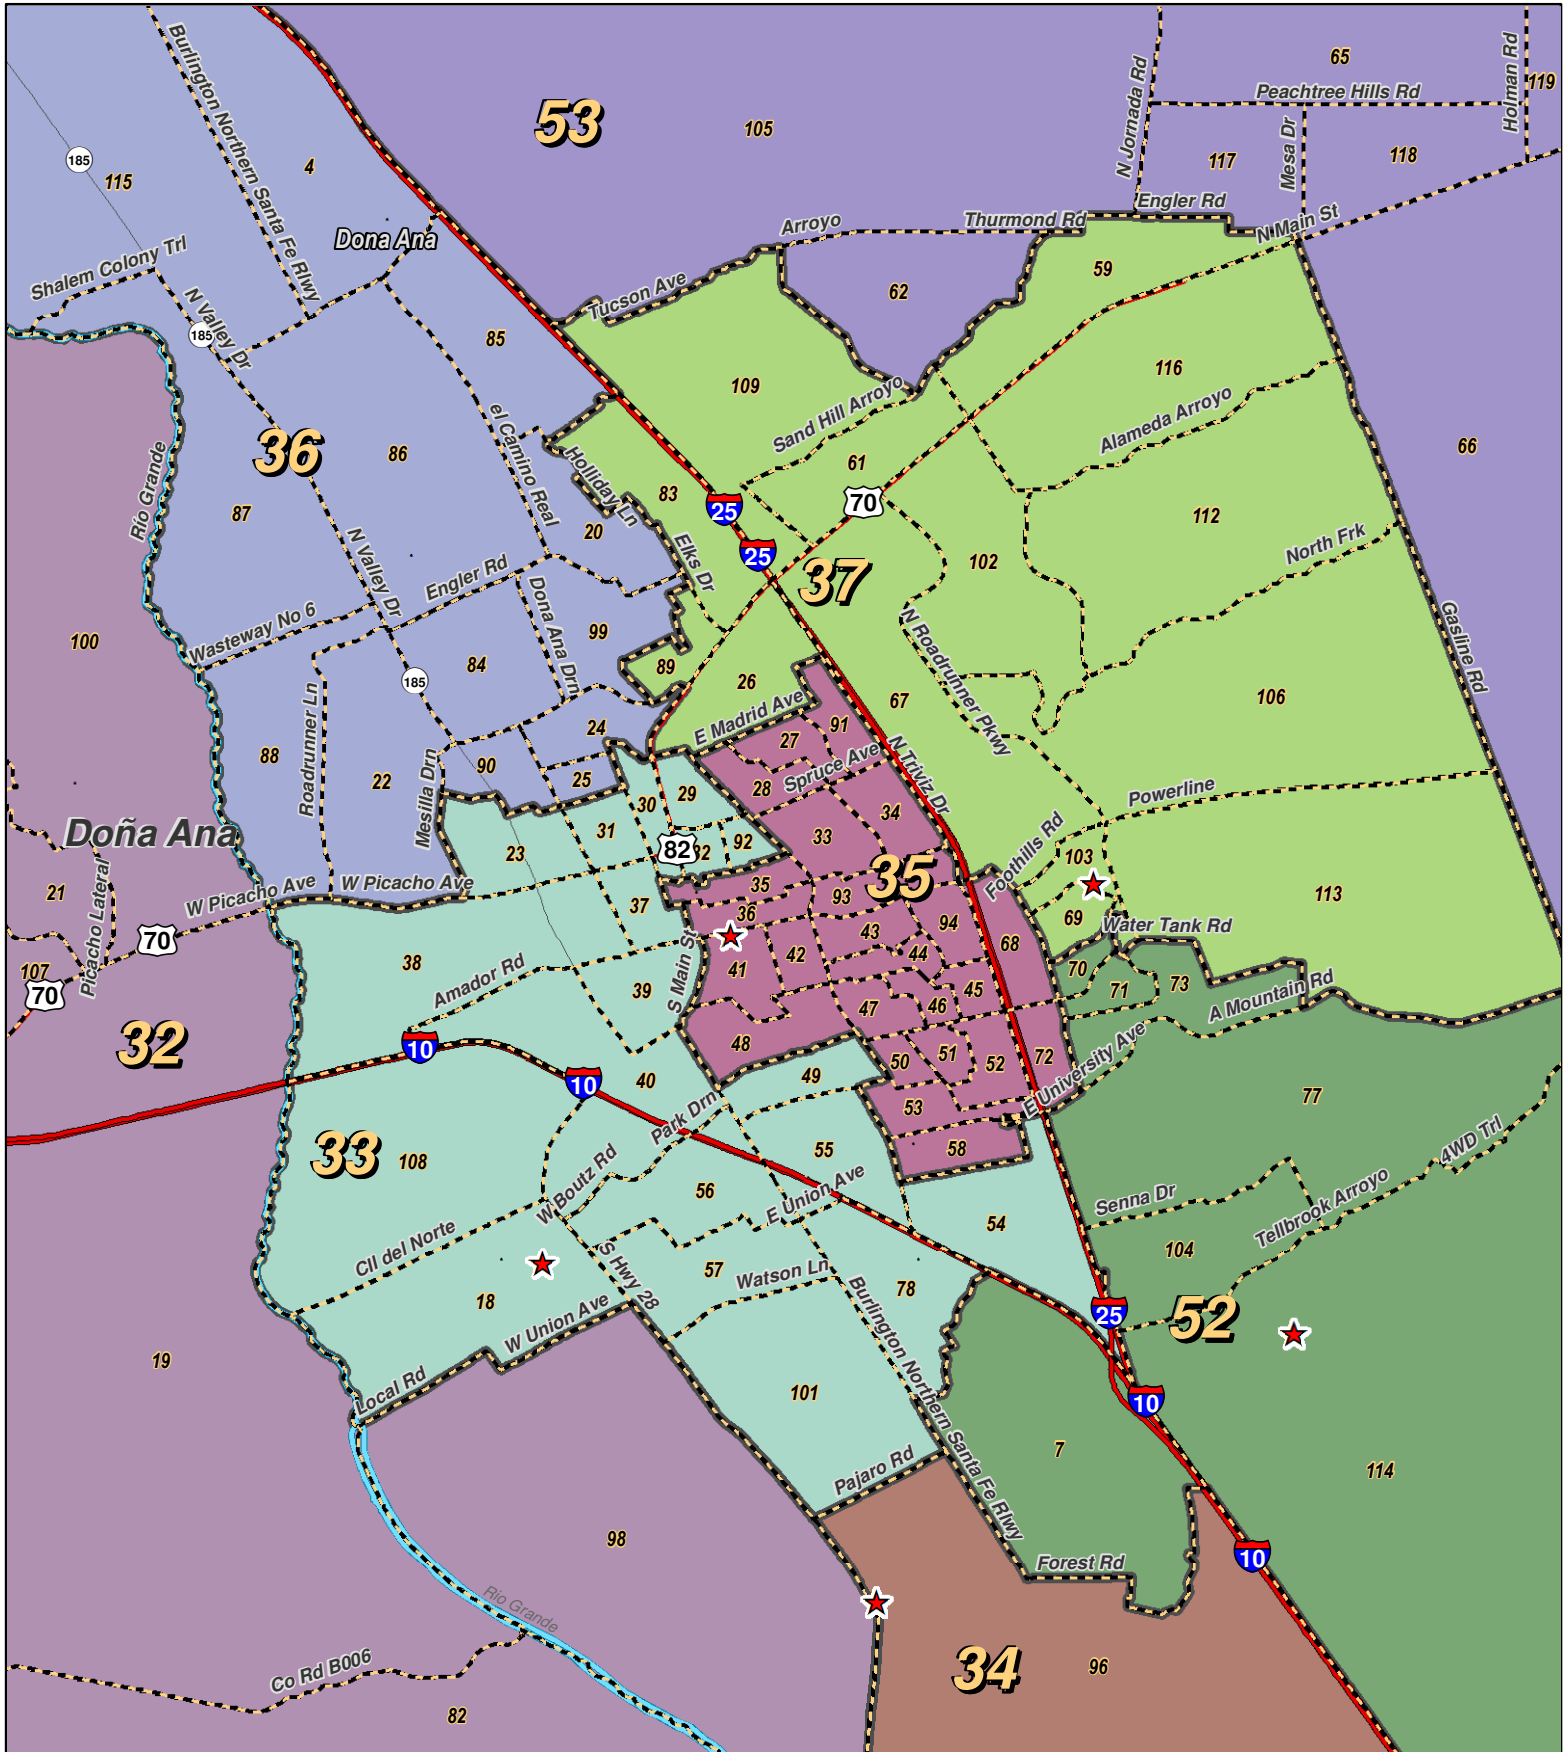 Burlington Northern Santa Fe Rlwy
65
Holman Rd
119
Peachtree Hills Rd
53
105
N Jornada Rd
Mesa Dr
117
118
185
115
4
Engler Rd
N Main St
Dona Ana
Arroyo
Thurmond Rd
Shalem Colony Trl
Tucson Ave
62
59
N Valley Dr
185
85
109
116
Sand Hill Arroyo
Alameda Arroyo
el Camino Real
36
86
66
Rio Grande
Holliday Ln
61
83
70
25
87
20
112
North Frk
N Valley Dr
Elks Dr
25
102
37
Engler Rd
Wasteway No 6
Dona Ana Drn
99
N Roadrunner Pkwy
Gasline Rd
100
84
89
185
26
67
106
Roadrunner Ln
E Madrid Ave
24
91
27
N Triviz Dr
88
Mesilla Drn
90
22
25
Spruce Ave
28
29
30
Powerline
34
31
33
Doña Ana
82
32
92
23
Foothills Rd
103
35
35
W Picacho Ave
W Picacho Ave
21
Picacho Lateral
93
113
37
36
69
94
Water Tank Rd
70
43
68
38
S Main St
42
44
107
70
Amador Rd
41
70
73
39
71
45
A Mountain Rd
47
46
32
10
48
E University Ave
51
50
52
72
10
40
49
77
Park Drn
53
4WD Trl
33
108
55
58
W Boutz Rd
56
E Union Ave
Senna Dr
Tellbrook Arroyo
54
Cll del Norte
104
S Hwy 28
57
Watson Ln
78
18
W Union Ave
25
52
19
Burlington Northern Santa Fe Rlwy
Local Rd
101
10
7
114
Pajaro Rd
98
10
Forest Rd
Rio Grande
34
96
Co Rd B006
82